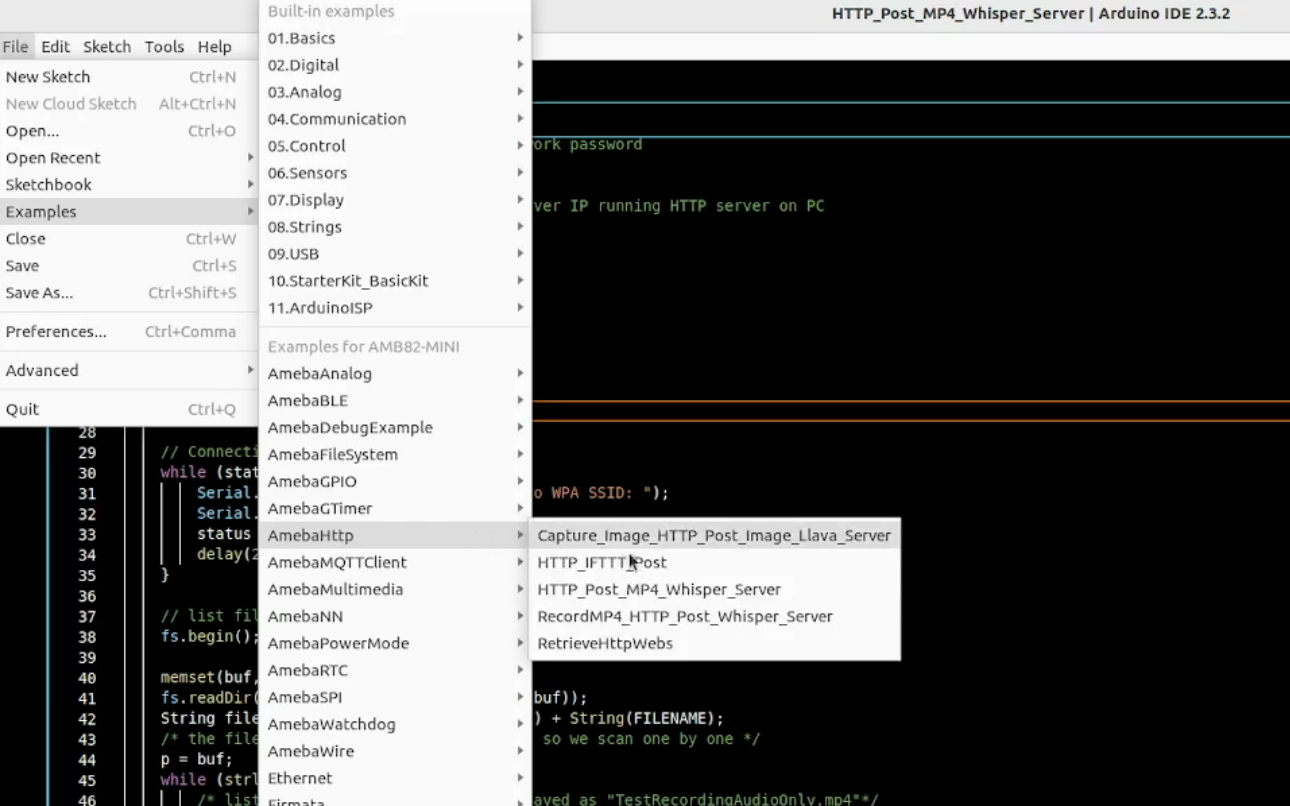 HTTP_Post_MP4_Whisper_Server | Arduino IDE 2.3.2
File Edit Sketch Tools Help
New Sketch Ctrl+N
New Cloud Sketch Alt+Ctrl+N
Open... Ctrl+O
Open Recent
Sketchbook
Examples
Close Ctrl+W
Save Ctrl+S
Save As... Ctrl+Shift+S
Preferences... Ctrl+Comma
Advanced
Quit Ctrl+Q
Built-in examples
01.Basics
02.Digital
03.Analog
04.Communication
05.Control
06.Sensors
07.Display
08.Strings
09.USB
10.StarterKit_BasicKit
11.ArduinoISP
Examples for AMB82-MINI
AmebaAnalog
AmebaBLE
AmebaDebugExample
AmebaFileSystem
AmebaGPIO
AmebaGTimer
AmebaHttp
AmebaMQTTClient
AmebaMultimedia
AmebaNN
AmebaPowerMode
AmebaRTC
AmebaSPI
AmebaWatchdog
AmebaWire
Ethernet
Firmata
Capture_Image_HTTP_Post_Image_Llava_Server
HTTP_IFTTT_Post
HTTP_Post_MP4_Whisper_Server
RecordMP4_HTTP_Post_Whisper_Server
RetrieveHttpWebs
ork password
ver IP running HTTP server on PC
28
29 // Connecti
30 while (stat
31 Serial. o WPA SSID: ");
32 Serial.
33 status
34 delay(2
35 }
36
37 // list fil
38 fs.begin();
39
40 memset(buf,
41 fs.readDir( buf));
42 String file ) + String(FILENAME);
43 /* the file so we scan one by one */
44 p = buf;
45 while (strl
46 /* list aved as "TestRecordingAudioOnly.mp4"*/